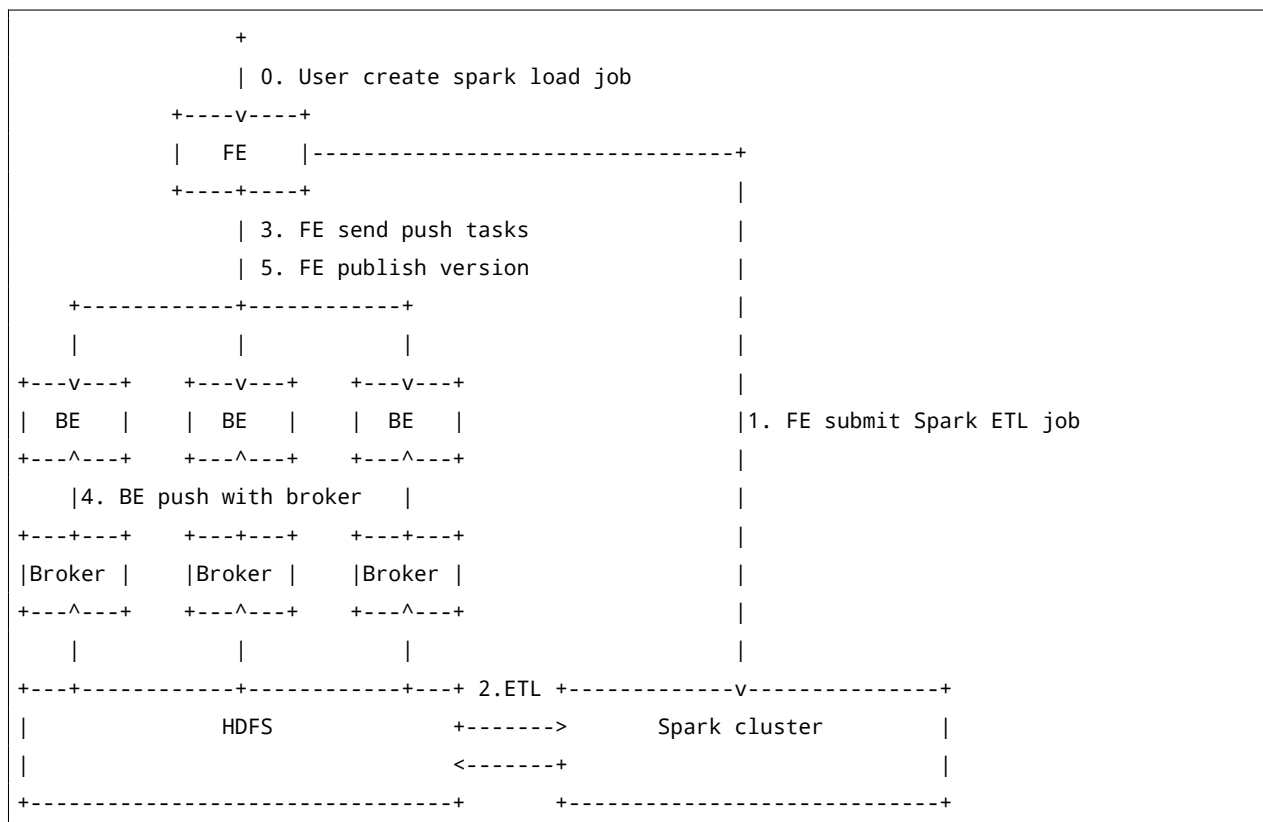 +
                 | 0. User create spark load job
            +----v----+
            |   FE    |---------------------------------+
            +----+----+                                 |
                 | 3. FE send push tasks                |
                 | 5. FE publish version                |
    +------------+------------+                         |
    |            |            |                         |
+---v---+    +---v---+    +---v---+                     |
|  BE   |    |  BE   |    |  BE   |                     |1. FE submit Spark ETL job
+---^---+    +---^---+    +---^---+                     |
    |4. BE push with broker   |                         |
+---+---+    +---+---+    +---+---+                     |
|Broker |    |Broker |    |Broker |                     |
+---^---+    +---^---+    +---^---+                     |
    |            |            |                         |
+---+------------+------------+---+ 2.ETL +-------------v---------------+
|               HDFS              +------->       Spark cluster         |
|                                 <-------+                             |
+---------------------------------+       +-----------------------------+